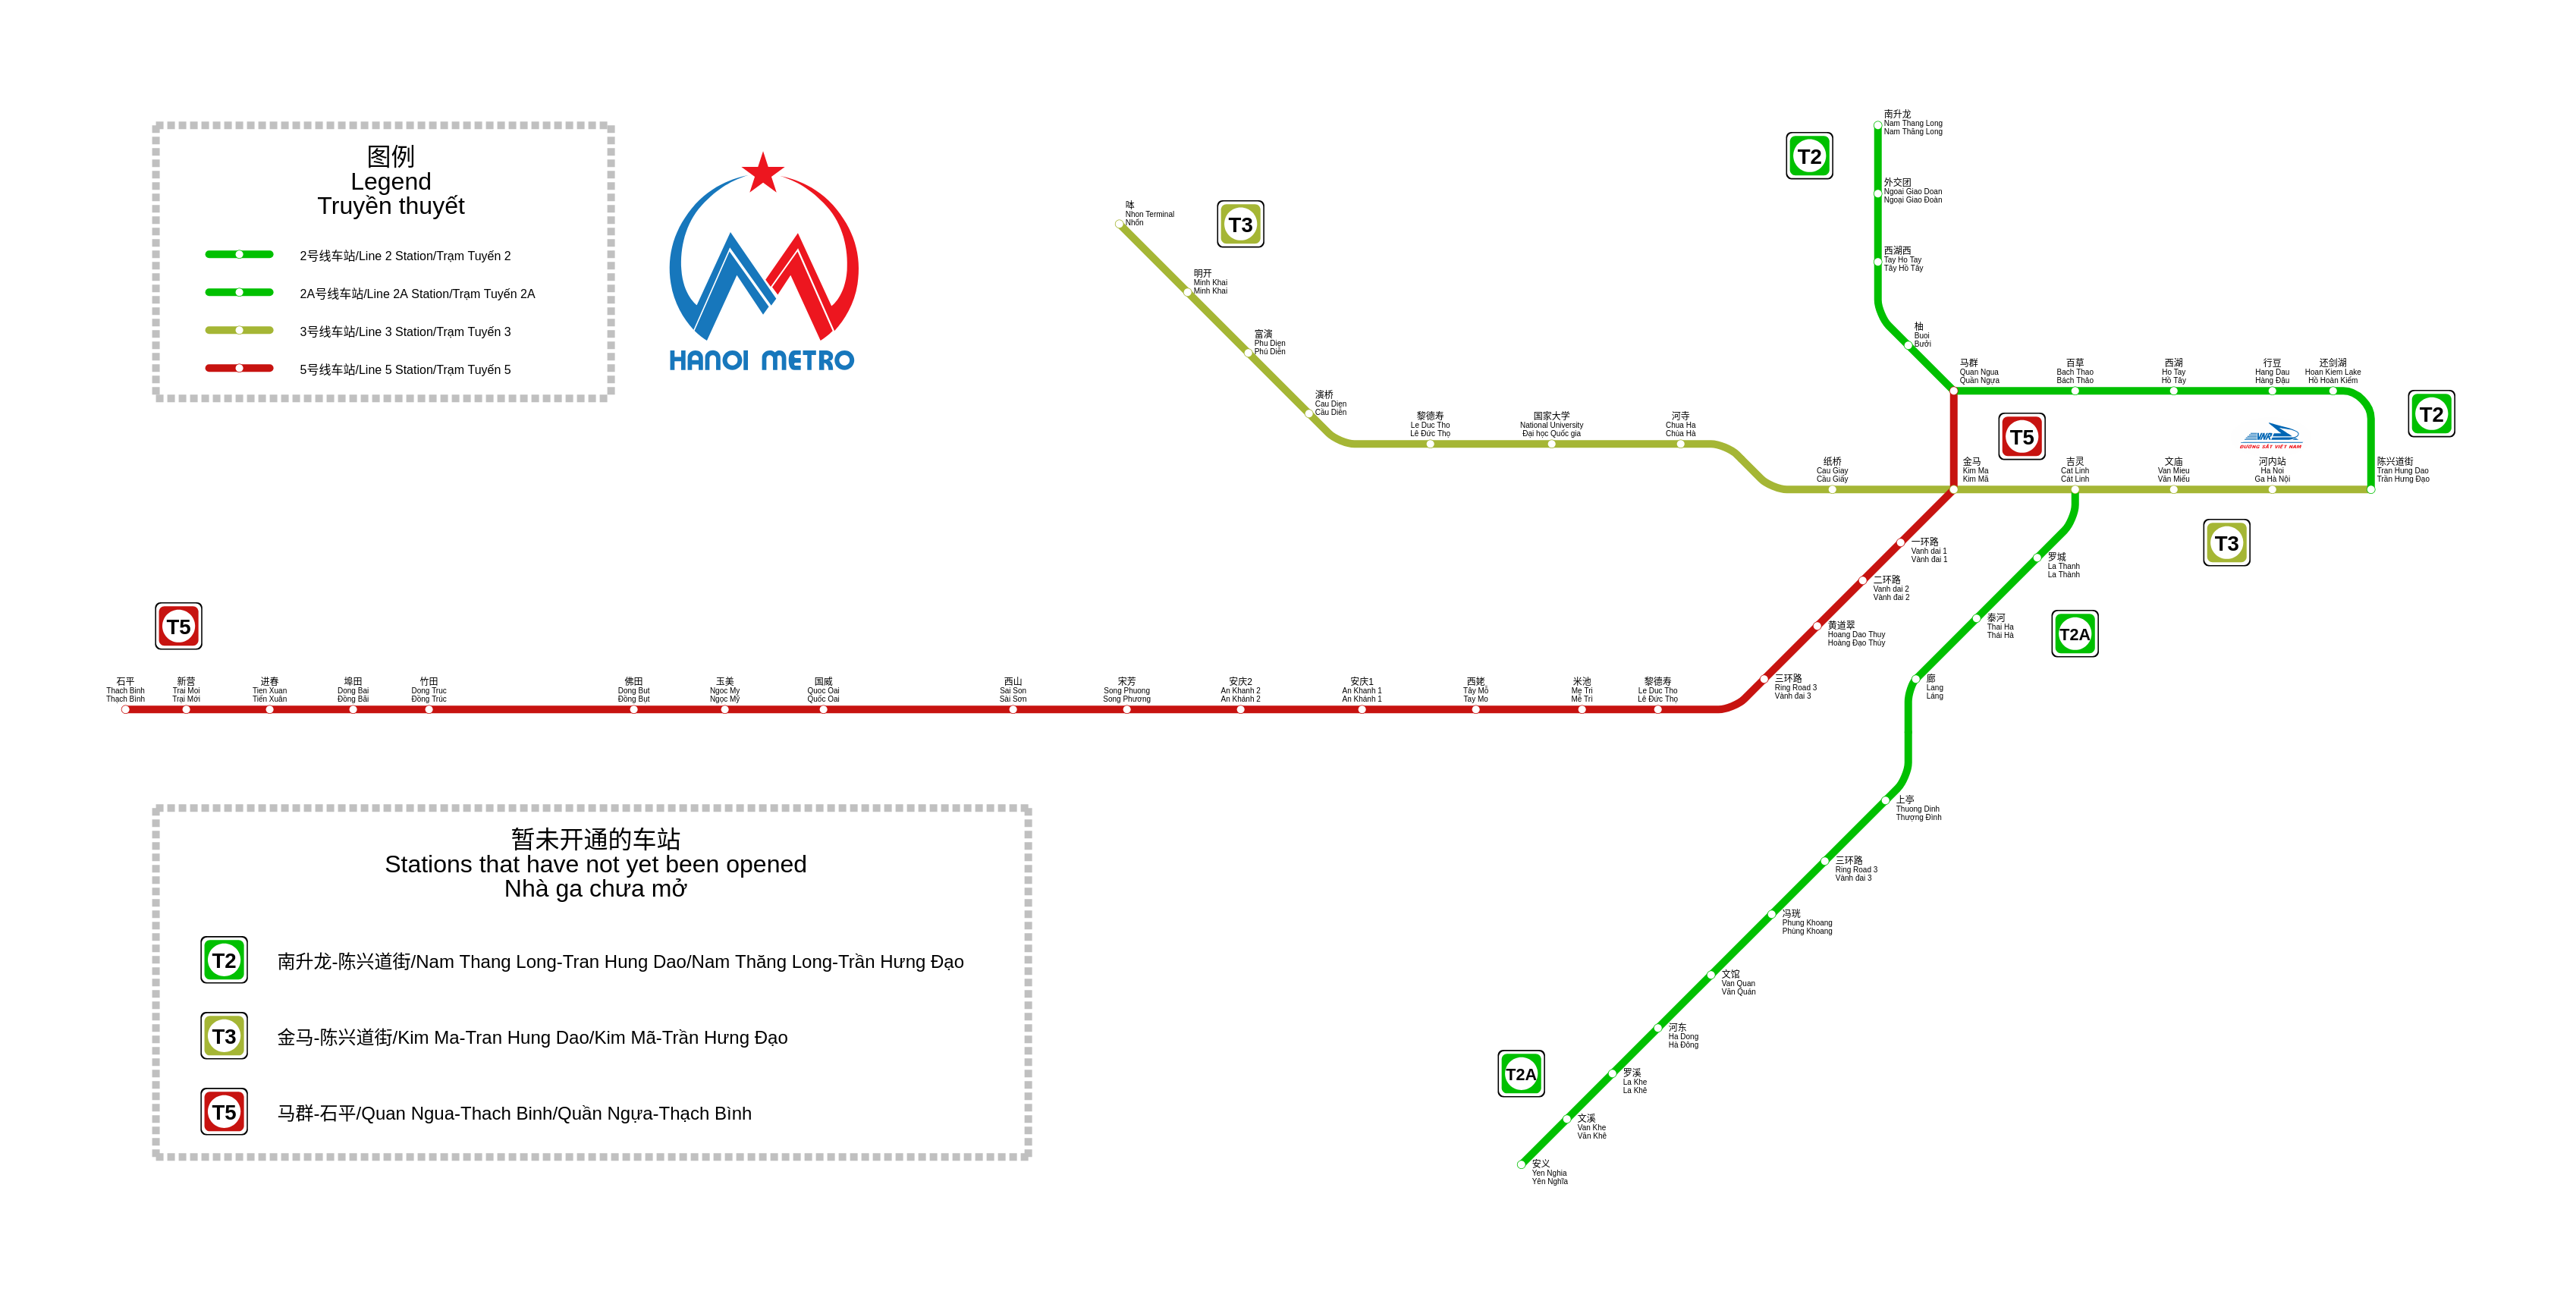 图例
Legend
Truyền thuyết
2号线车站/Line 2 Station/Trạm Tuyến 2
2A号线车站/Line 2A Station/Trạm Tuyến 2A
3号线车站/Line 3 Station/Trạm Tuyến 3
5号线车站/Line 5 Station/Trạm Tuyến 5
HANOI METRO
T3
Nhon Terminal
Nhổn
明开
Minh Khai
Minh Khai
富演
Phu Dien
Phú Diễn
演桥
Cau Dien
Cầu Diễn
黎德寿
Le Duc Tho
Lê Đức Thọ
国家大学
National University
Đại học Quốc gia
河寺
Chua Ha
Chùa Hà
纸桥
Cau Giay
Cầu Giấy
金马
Kim Ma
Kim Mã
吉灵
Cat Linh
Cát Linh
文庙
Van Mieu
Văn Miếu
河内站
Ha Noi
Ga Hà Nội
陈兴道街
Tran Hung Dao
Trần Hưng Đạo
T3
T2
南升龙
Nam Thang Long
Nam Thăng Long
外交团
Ngoai Giao Doan
Ngoại Giao Đoàn
西湖西
Tay Ho Tay
Tây Hồ Tây
柚
Buoi
Bưởi
马群
Quan Ngua
Quần Ngựa
百草
Bach Thao
Bách Thảo
西湖
Ho Tay
Hồ Tây
行豆
Hang Dau
Hàng Đậu
还剑湖
Hoan Kiem Lake
Hồ Hoàn Kiếm
T2
T5
VNR
ĐƯỜNG SẮT VIỆT NAM
一环路
Vanh dai 1
Vành đai 1
二环路
Vanh dai 2
Vành đai 2
黄道翠
Hoang Dao Thuy
Hoàng Đạo Thúy
三环路
Ring Road 3
Vành đai 3
罗城
La Thanh
La Thành
泰河
Thai Ha
Thái Hà
T2A
廊
Lang
Láng
上亭
Thuong Dinh
Thượng Đình
三环路
Ring Road 3
Vành đai 3
冯珖
Phung Khoang
Phùng Khoang
文馆
Van Quan
Văn Quán
河东
Ha Dong
Hà Đông
罗溪
La Khe
La Khê
文溪
Van Khe
Văn Khê
安义
Yen Nghia
Yên Nghĩa
T2A
T5
石平
Thach Binh
Thạch Bình
新营
Trai Moi
Trại Mới
进春
Tien Xuan
Tiến Xuân
埠田
Dong Bai
Đồng Bãi
竹田
Dong Truc
Đồng Trúc
佛田
Dong But
Đồng Bụt
玉美
Ngoc My
Ngọc Mỹ
国威
Quoc Oai
Quốc Oai
西山
Sai Son
Sài Sơn
宋芳
Song Phuong
Song Phương
安庆2
An Khanh 2
An Khánh 2
安庆1
An Khanh 1
An Khánh 1
西姥
Tây Mỗ
Tay Mo
米池
Me Tri
Mễ Trì
黎德寿
Le Duc Tho
Lê Đức Thọ
暂未开通的车站
Stations that have not yet been opened
Nhà ga chưa mở
T2 南升龙-陈兴道街/Nam Thang Long-Tran Hung Dao/Nam Thăng Long-Trần Hưng Đạo
T3 金马-陈兴道街/Kim Ma-Tran Hung Dao/Kim Mã-Trần Hưng Đạo
T5 马群-石平/Quan Ngua-Thach Binh/Quần Ngựa-Thạch Bình